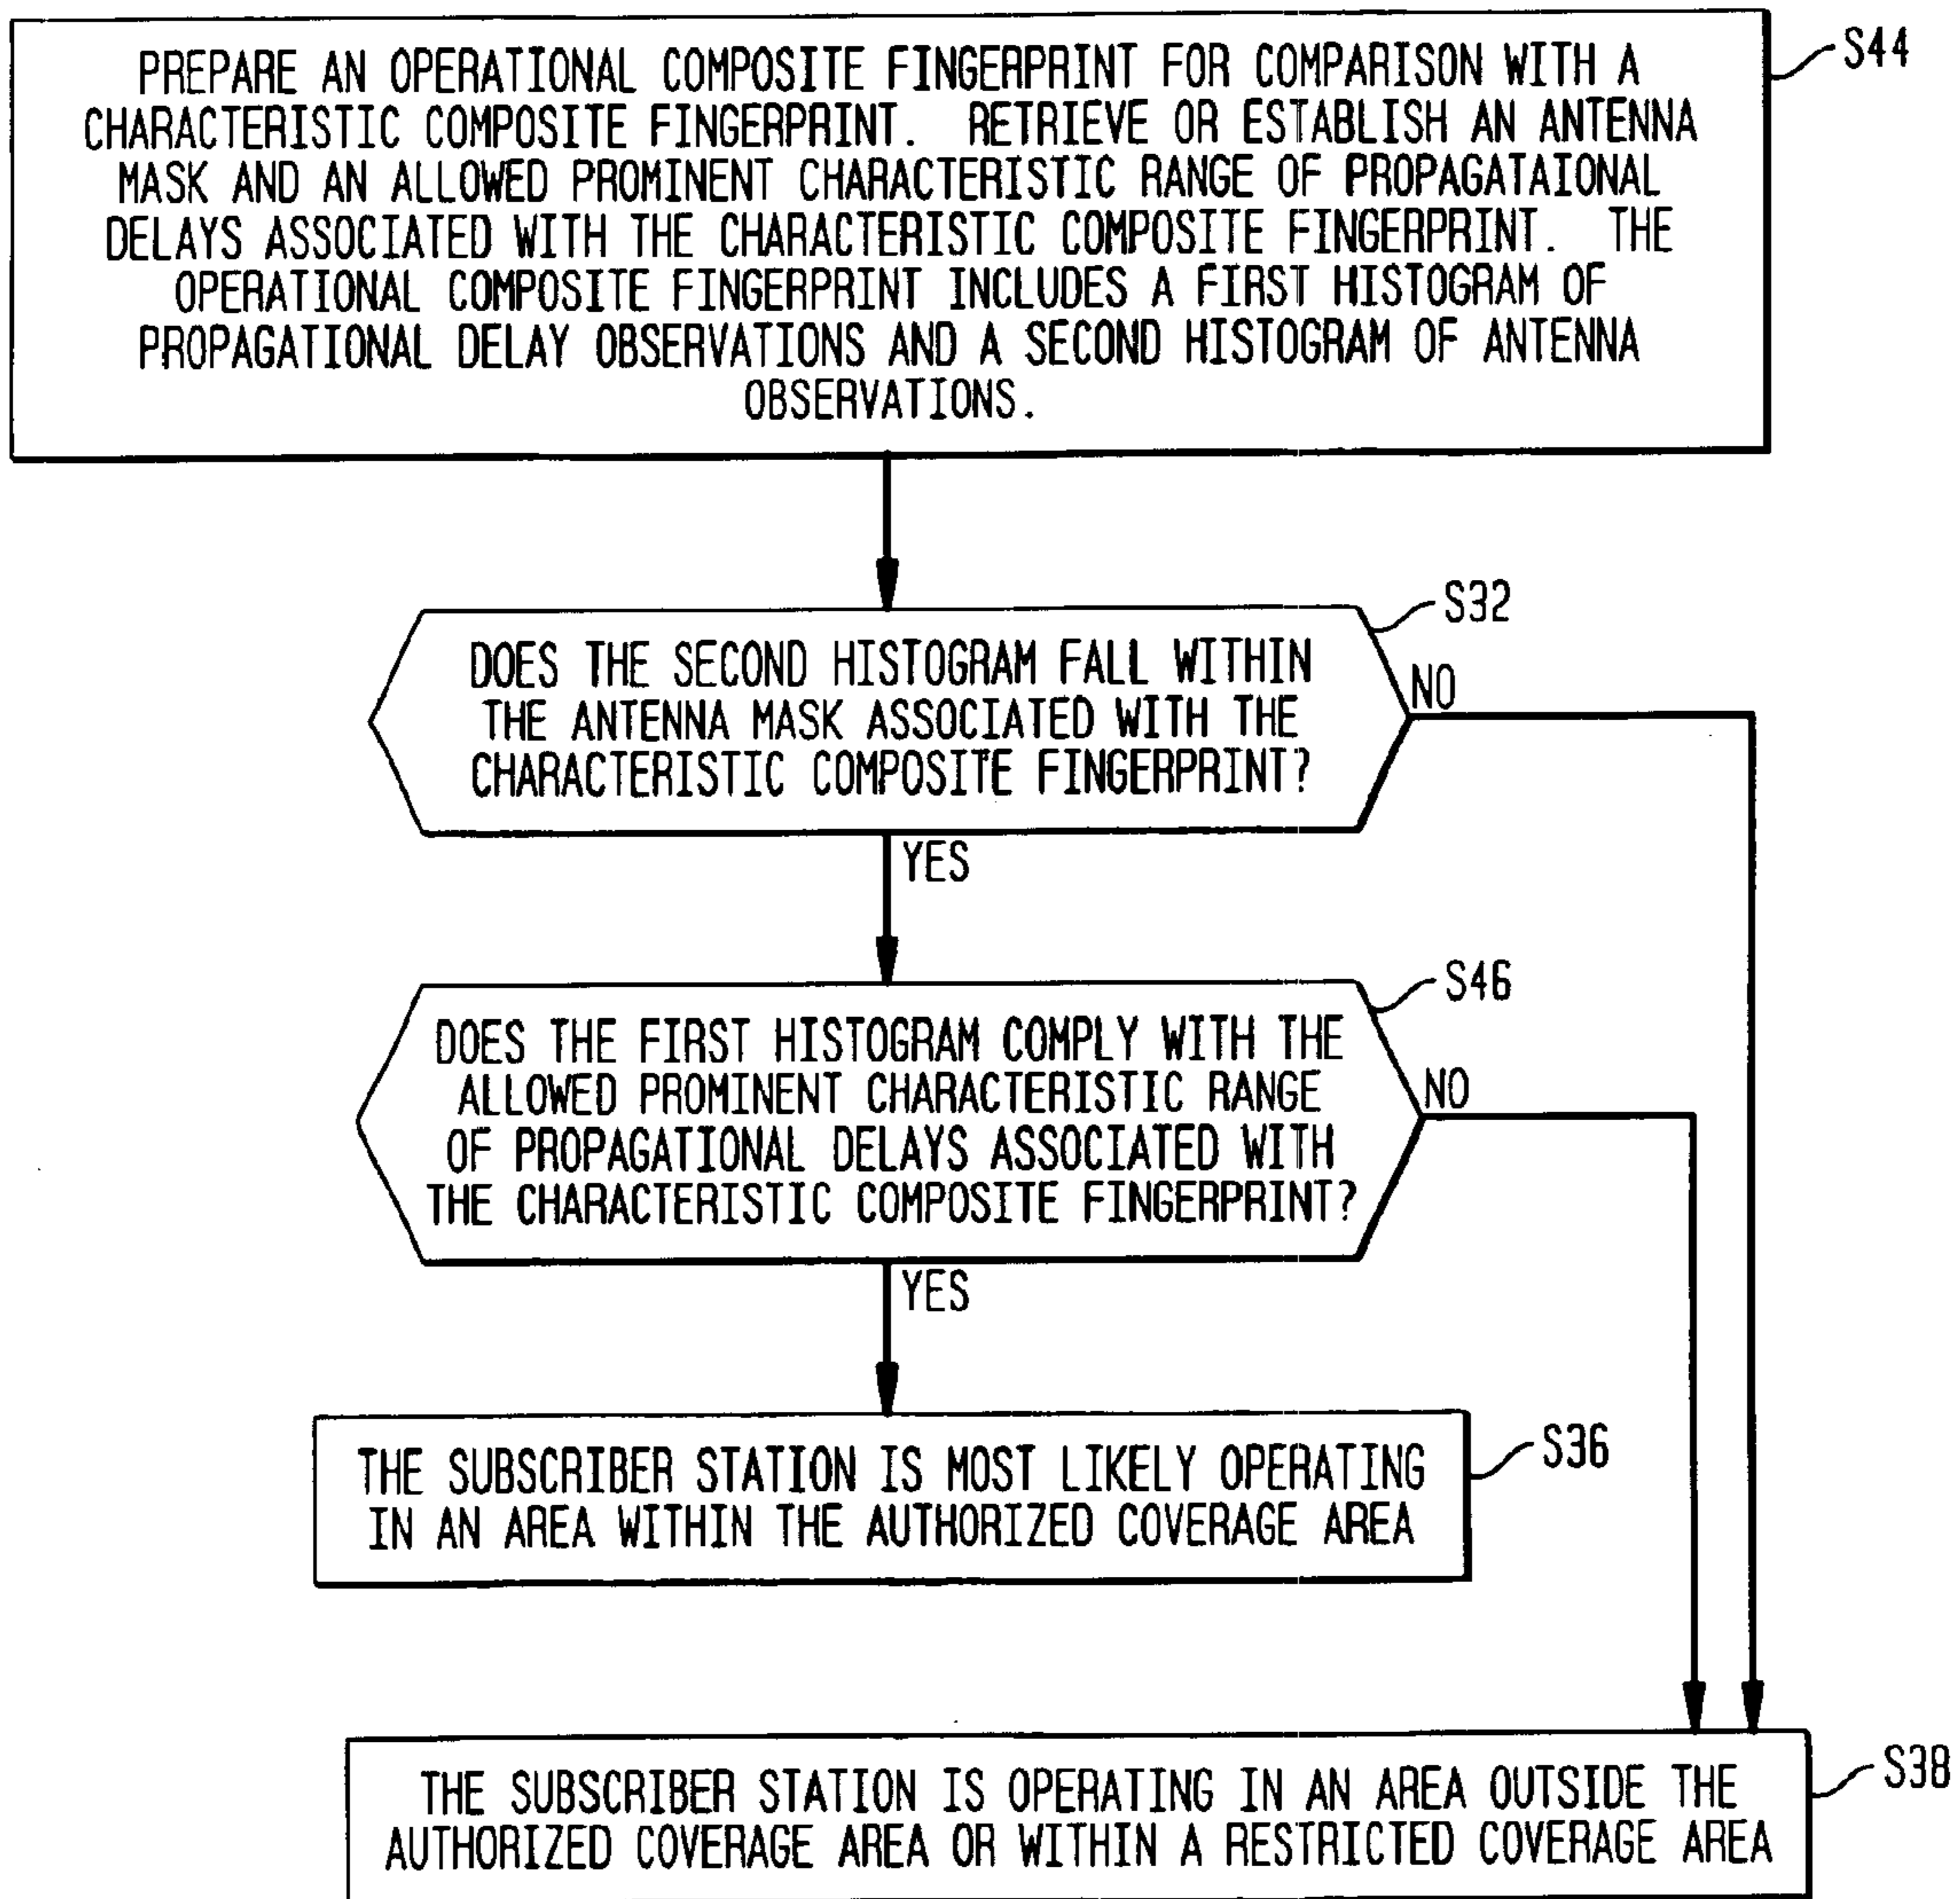 PREPARE AN OPERATIONAL COMPOSITE FINGERPRINT FOR COMPARISON WITH A
CHARACTERISTIC COMPOSITE FINGERPRINT. RETRIEVE OR ESTABLISH AN ANTENNA
MASK AND AN ALLOWED PROMINENT CHARACTERISTIC RANGE OF PROPAGATAIONAL
DELAYS ASSOCIATED WITH THE CHARACTERISTIC COMPOSITE FINGERPRINT. THE
OPERATIONAL COMPOSITE FINGERPRINT INCLUDES A FIRST HISTOGRAM OF
PROPAGATIONAL DELAY OBSERVATIONS AND A SECOND HISTOGRAM OF ANTENNA
OBSERVATIONS.
S44
DOES THE SECOND HISTOGRAM FALL WITHIN
THE ANTENNA MASK ASSOCIATED WITH THE
CHARACTERISTIC COMPOSITE FINGERPRINT?
S32
NO
YES
DOES THE FIRST HISTOGRAM COMPLY WITH THE
ALLOWED PROMINENT CHARACTERISTIC RANGE
OF PROPAGATIONAL DELAYS ASSOCIATED WITH
THE CHARACTERISTIC COMPOSITE FINGERPRINT?
S46
NO
YES
THE SUBSCRIBER STATION IS MOST LIKELY OPERATING
IN AN AREA WITHIN THE AUTHORIZED COVERAGE AREA
S36
THE SUBSCRIBER STATION IS OPERATING IN AN AREA OUTSIDE THE
AUTHORIZED COVERAGE AREA OR WITHIN A RESTRICTED COVERAGE AREA
S38